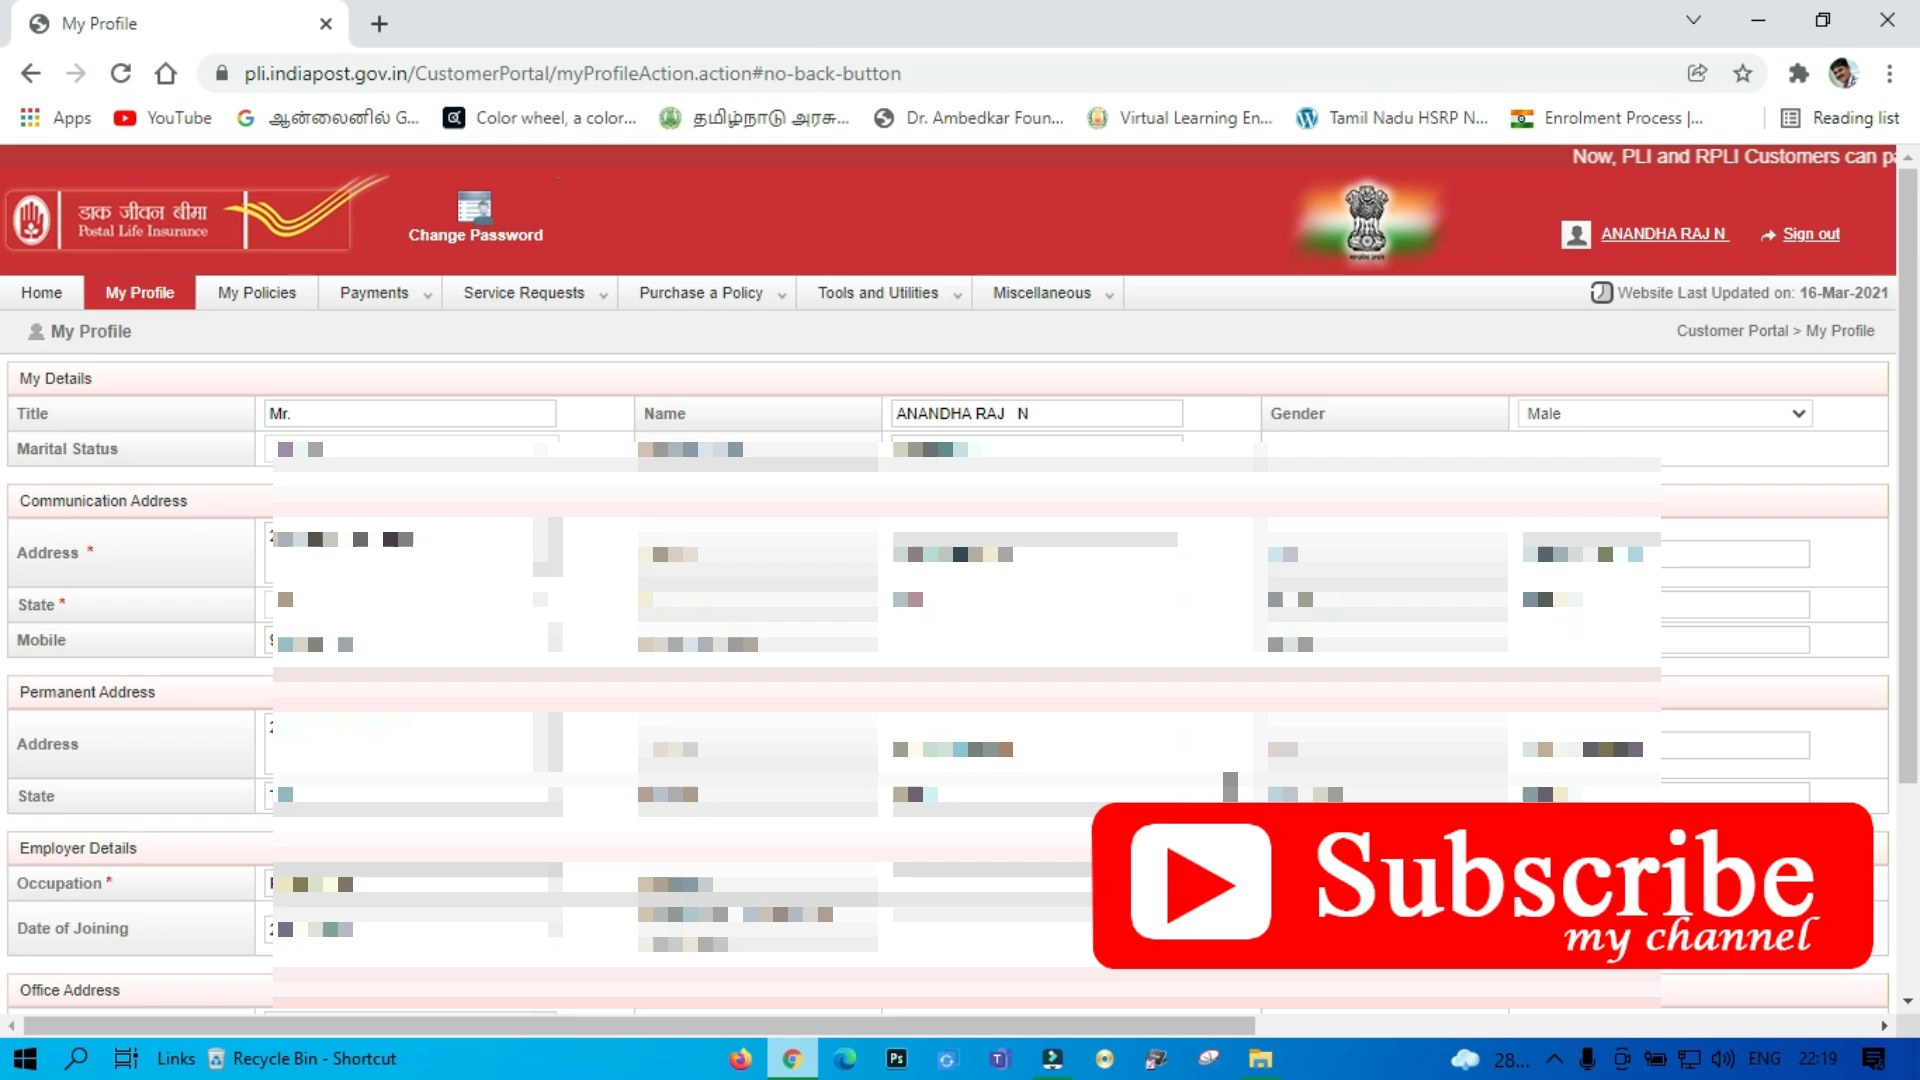 My Profile
pli.indiapost.gov.in/CustomerPortal/myProfileAction.action#no-back-button
Apps YouTube ஆன்லைனில் G... Color wheel, a color... தமிழ்நாடு அரசு... Dr. Ambedkar Foun... Virtual Learning En... Tamil Nadu HSRP N... Enrolment Process |... Reading list
Now, PLI and RPLI Customers can pa
डाक जीवन बीमा
Postal Life Insurance
Change Password
ANANDHA RAJ N Sign out
Home My Profile My Policies Payments Service Requests Purchase a Policy Tools and Utilities Miscellaneous Website Last Updated on: 16-Mar-2021
My Profile Customer Portal > My Profile
My Details
Title Mr. Name ANANDHA RAJ N Gender Male
Marital Status
Communication Address
Address *
State *
Mobile
Permanent Address
Address
State
Employer Details
Occupation *
Date of Joining
Office Address
Subscribe
my channel
Links Recycle Bin - Shortcut Ps 28... ENG 22:19